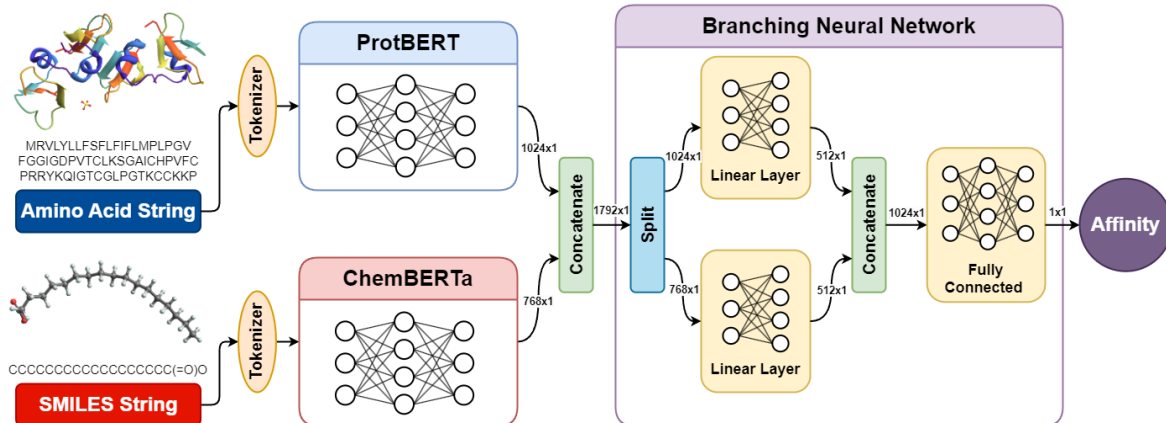 MRVLYLLFSFLFIFLMPLPGV
FGGIGDPVTCLKSGAICHPVFC
PRRYKQIGTCGLPGTKCCKKP
Amino Acid String
CCCCCCCCCCCCCCCCCC(=O)O
SMILES String
Tokenizer
Tokenizer
ProtBERT
ChemBERTa
1024x1
768x1
Concatenate
1792x1
Branching Neural Network
Split
1024x1
768x1
Linear Layer
Linear Layer
512x1
512x1
Concatenate
1024x1
Fully
Connected
1x1
Affinity